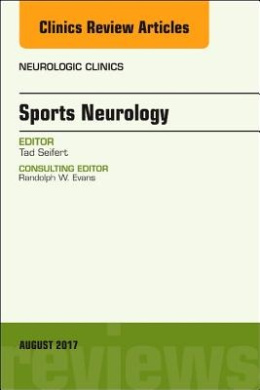 Clinics Review Articles
NEUROLOGIC CLINICS
Sports Neurology
EDITOR
Tad Seifert
CONSULTING EDITOR
Randolph W. Evans
AUGUST 2017
reviews